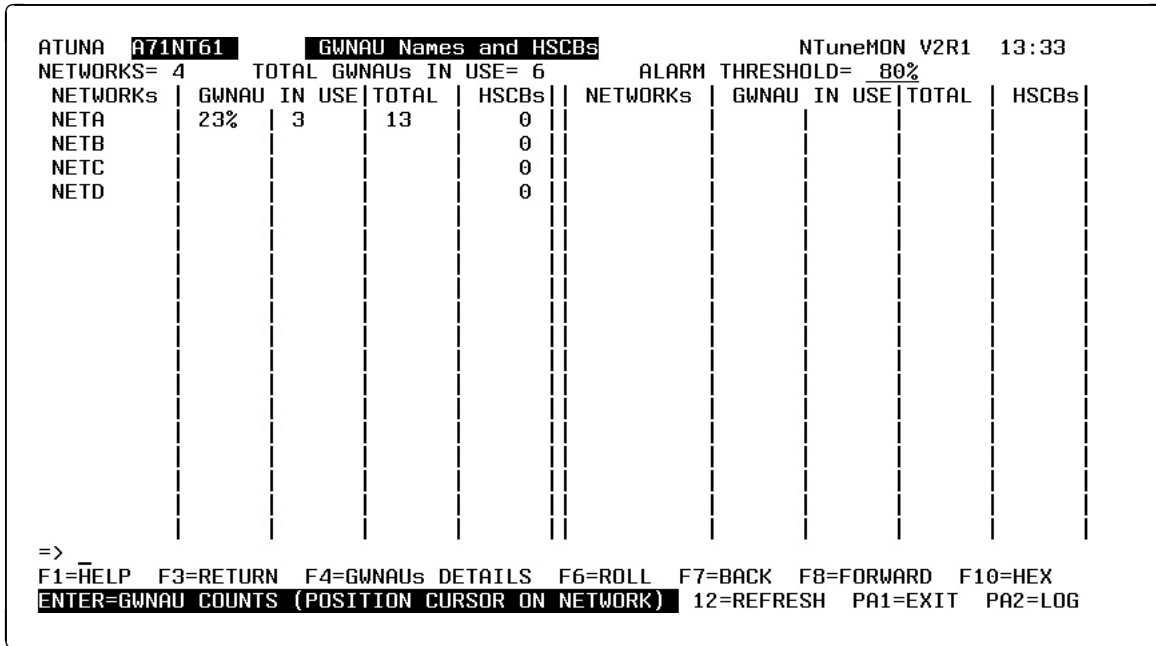 ATUNA A71NT61 GWNAU Names and HSCBs NTuneMON V2R1 13:33
NETWORKS= 4 TOTAL GWNAUs IN USE= 6 ALARM THRESHOLD= 80%
NETWORKs | GWNAU IN USE|TOTAL | HSCBs|| NETWORKs | GWNAU IN USE|TOTAL | HSCBs|
NETA | 23% | 3 | 13 | 0 || | | | | |
NETB | | | | 0 || | | | | |
NETC | | | | 0 || | | | | |
NETD | | | | 0 || | | | | |
=> _
F1=HELP F3=RETURN F4=GWNAUs DETAILS F6=ROLL F7=BACK F8=FORWARD F10=HEX
ENTER=GWNAU COUNTS (POSITION CURSOR ON NETWORK) 12=REFRESH PA1=EXIT PA2=LOG